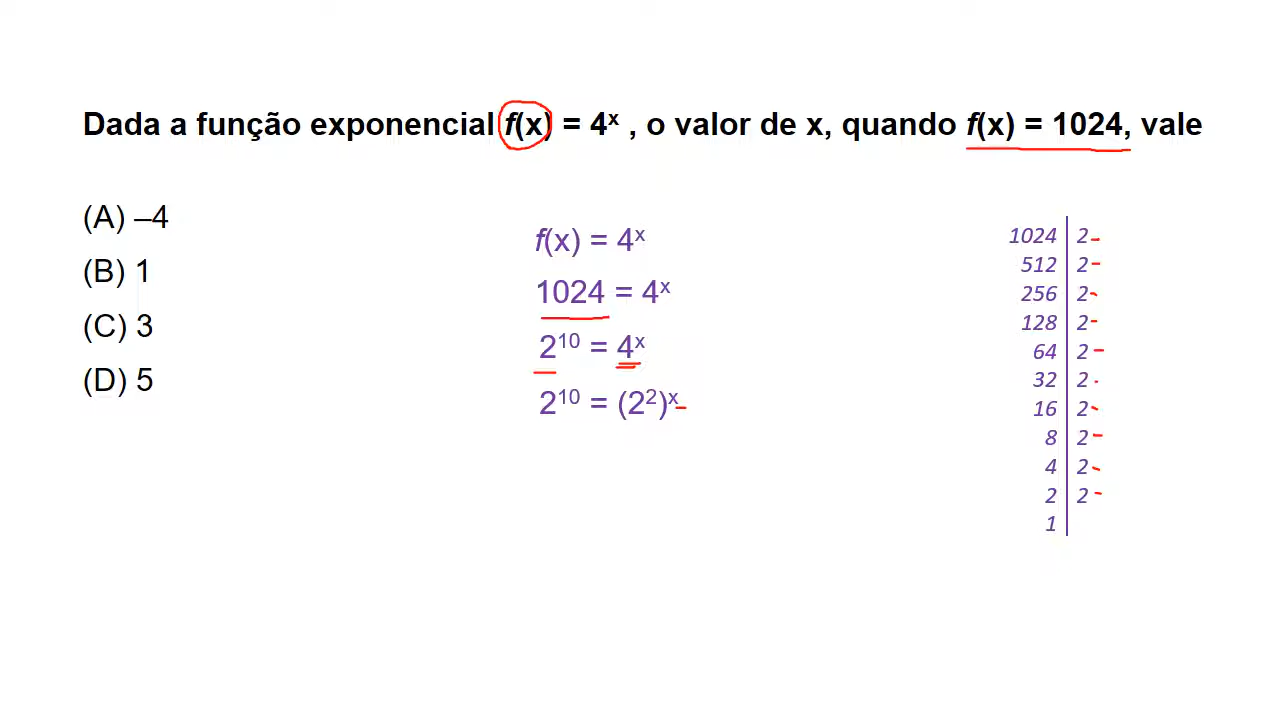 Dada a função exponencial f(x) = 4ˣ , o valor de x, quando f(x) = 1024, vale
(A) –4
(B) 1
(C) 3
(D) 5
f(x) = 4ˣ
1024 = 4ˣ
2¹⁰ = 4ˣ
2¹⁰ = (2²)ˣ
1024 2
512 2
256 2
128 2
64 2
32 2
16 2
8 2
4 2
2 2
1